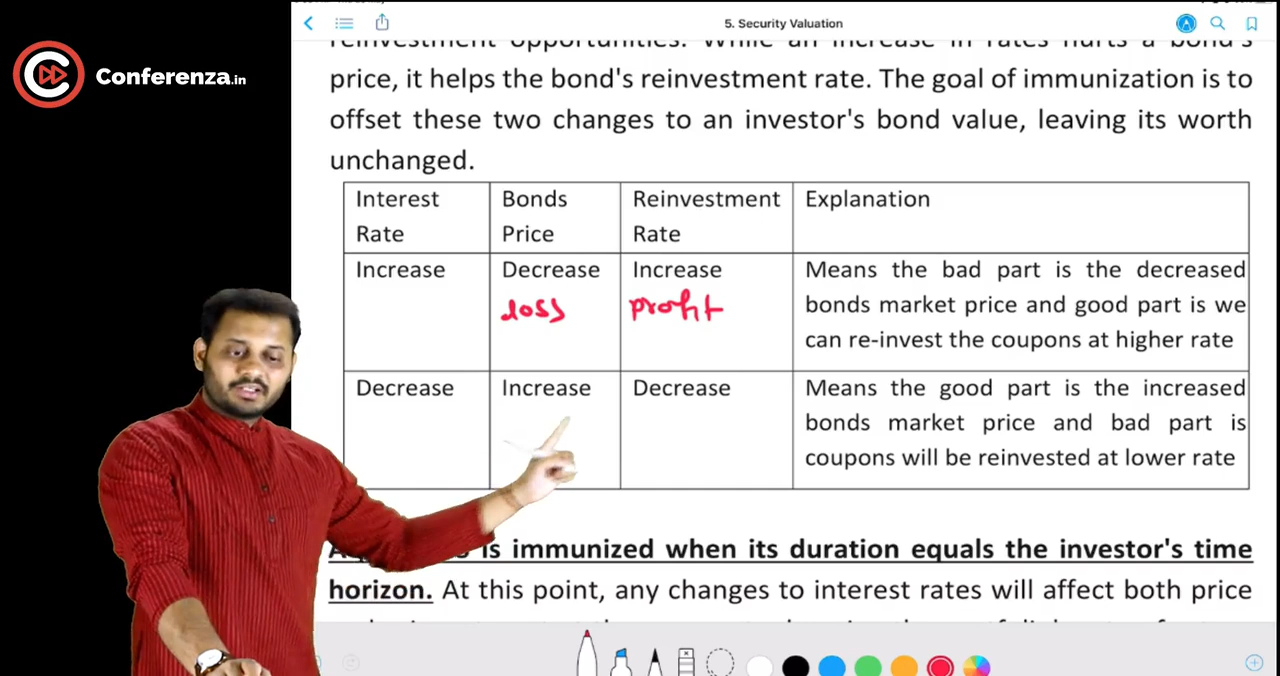 5. Security Valuation
Conferenza.in
reinvestment opportunities. While an increase in rates hurts a bond's
price, it helps the bond's reinvestment rate. The goal of immunization is to
offset these two changes to an investor's bond value, leaving its worth
unchanged.
Interest Rate
Bonds Price
Reinvestment Rate
Explanation
Increase
Decrease
loss
Increase
profit
Means the bad part is the decreased
bonds market price and good part is we
can re-invest the coupons at higher rate
Decrease
Increase
Decrease
Means the good part is the increased
bonds market price and bad part is
coupons will be reinvested at lower rate
is immunized when its duration equals the investor's time
horizon. At this point, any changes to interest rates will affect both price